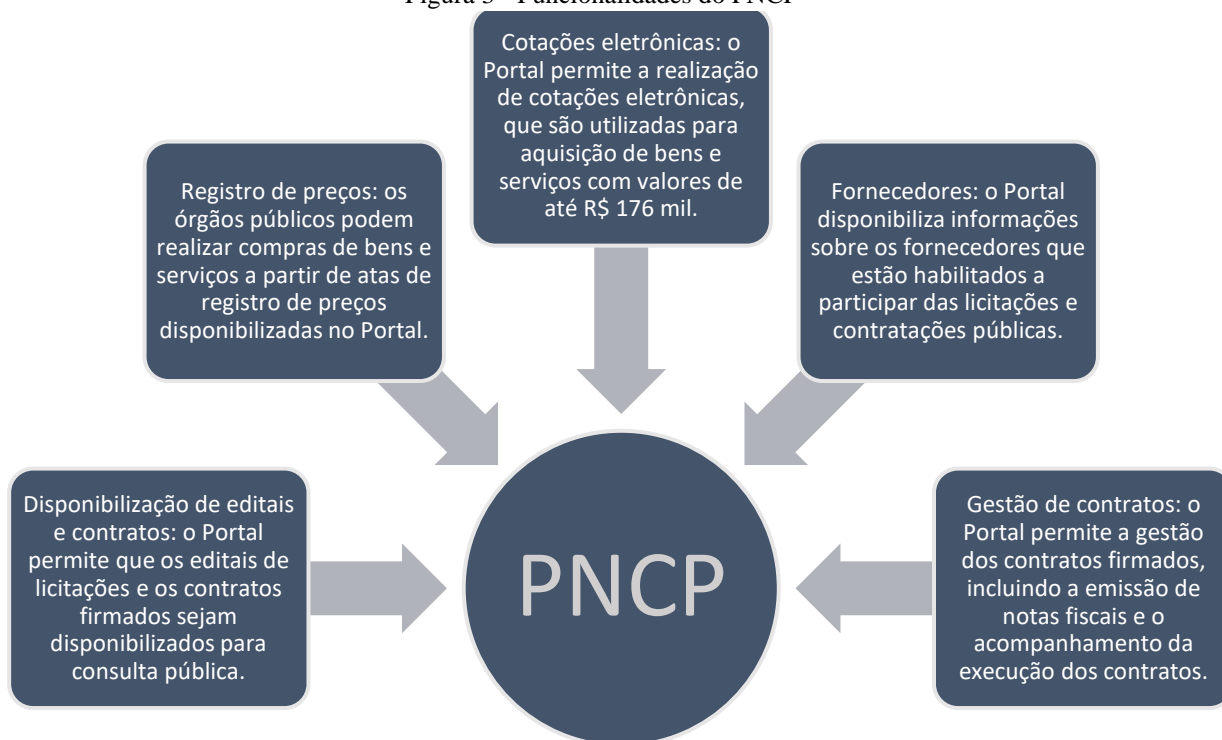 Figura 3 - Funcionalidades do PNCP
Cotações eletrônicas: o
Portal permite a realização
de cotações eletrônicas,
que são utilizadas para
aquisição de bens e
serviços com valores de
até R$ 176 mil.
Registro de preços: os
órgãos públicos podem
realizar compras de bens e
serviços a partir de atas de
registro de preços
disponibilizadas no Portal.
Fornecedores: o Portal
disponibiliza informações
sobre os fornecedores que
estão habilitados a
participar das licitações e
contratações públicas.
Disponibilização de editais
e contratos: o Portal
permite que os editais de
licitações e os contratos
firmados sejam
disponibilizados para
consulta pública.
PNCP
Gestão de contratos: o
Portal permite a gestão
dos contratos firmados,
incluindo a emissão de
notas fiscais e o
acompanhamento da
execução dos contratos.